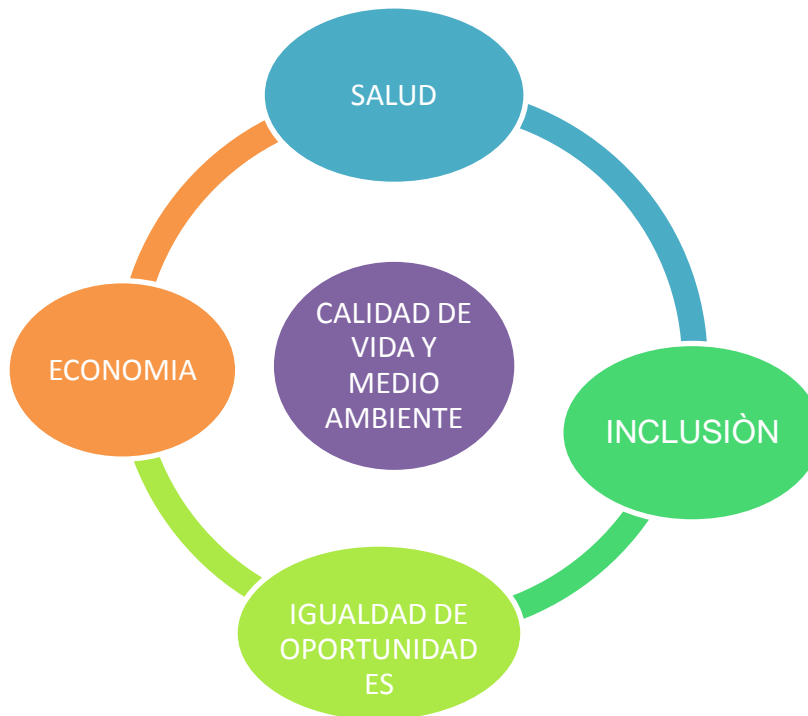 SALUD
CALIDAD DE
VIDA Y
MEDIO
AMBIENTE
ECONOMIA
INCLUSIÒN
IGUALDAD DE
OPORTUNIDAD
ES